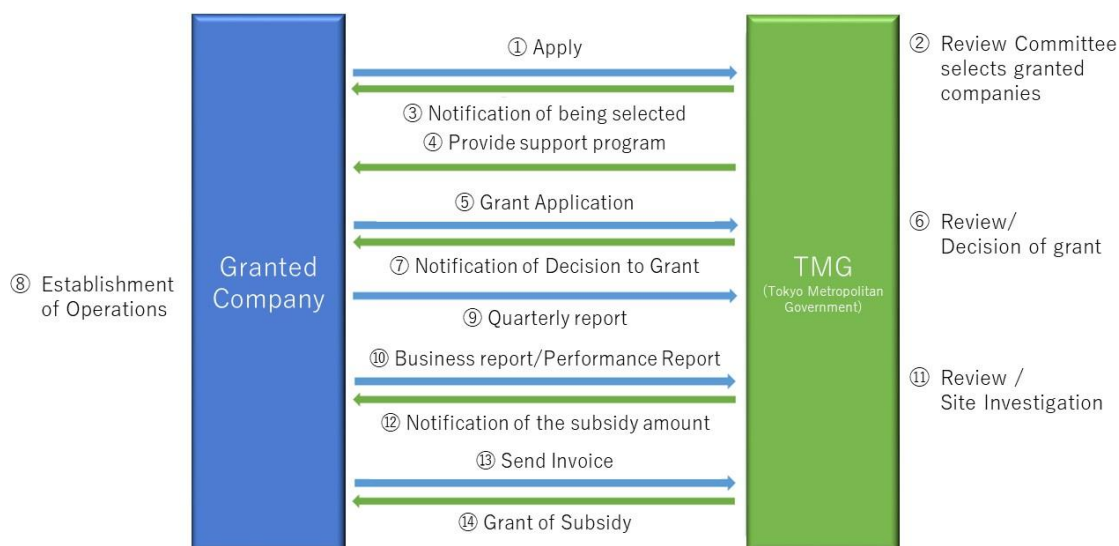 ① Apply
② Review Committee
selects granted
companies
③ Notification of being selected
④ Provide support program
⑤ Grant Application
⑥ Review/
Decision of grant
⑦ Notification of Decision to Grant
Granted
Company
TMG
(Tokyo Metropolitan
Government)
⑧ Establishment
of Operations
⑨ Quarterly report
⑩ Business report/Performance Report
⑪ Review /
Site Investigation
⑫ Notification of the subsidy amount
⑬ Send Invoice
⑭ Grant of Subsidy